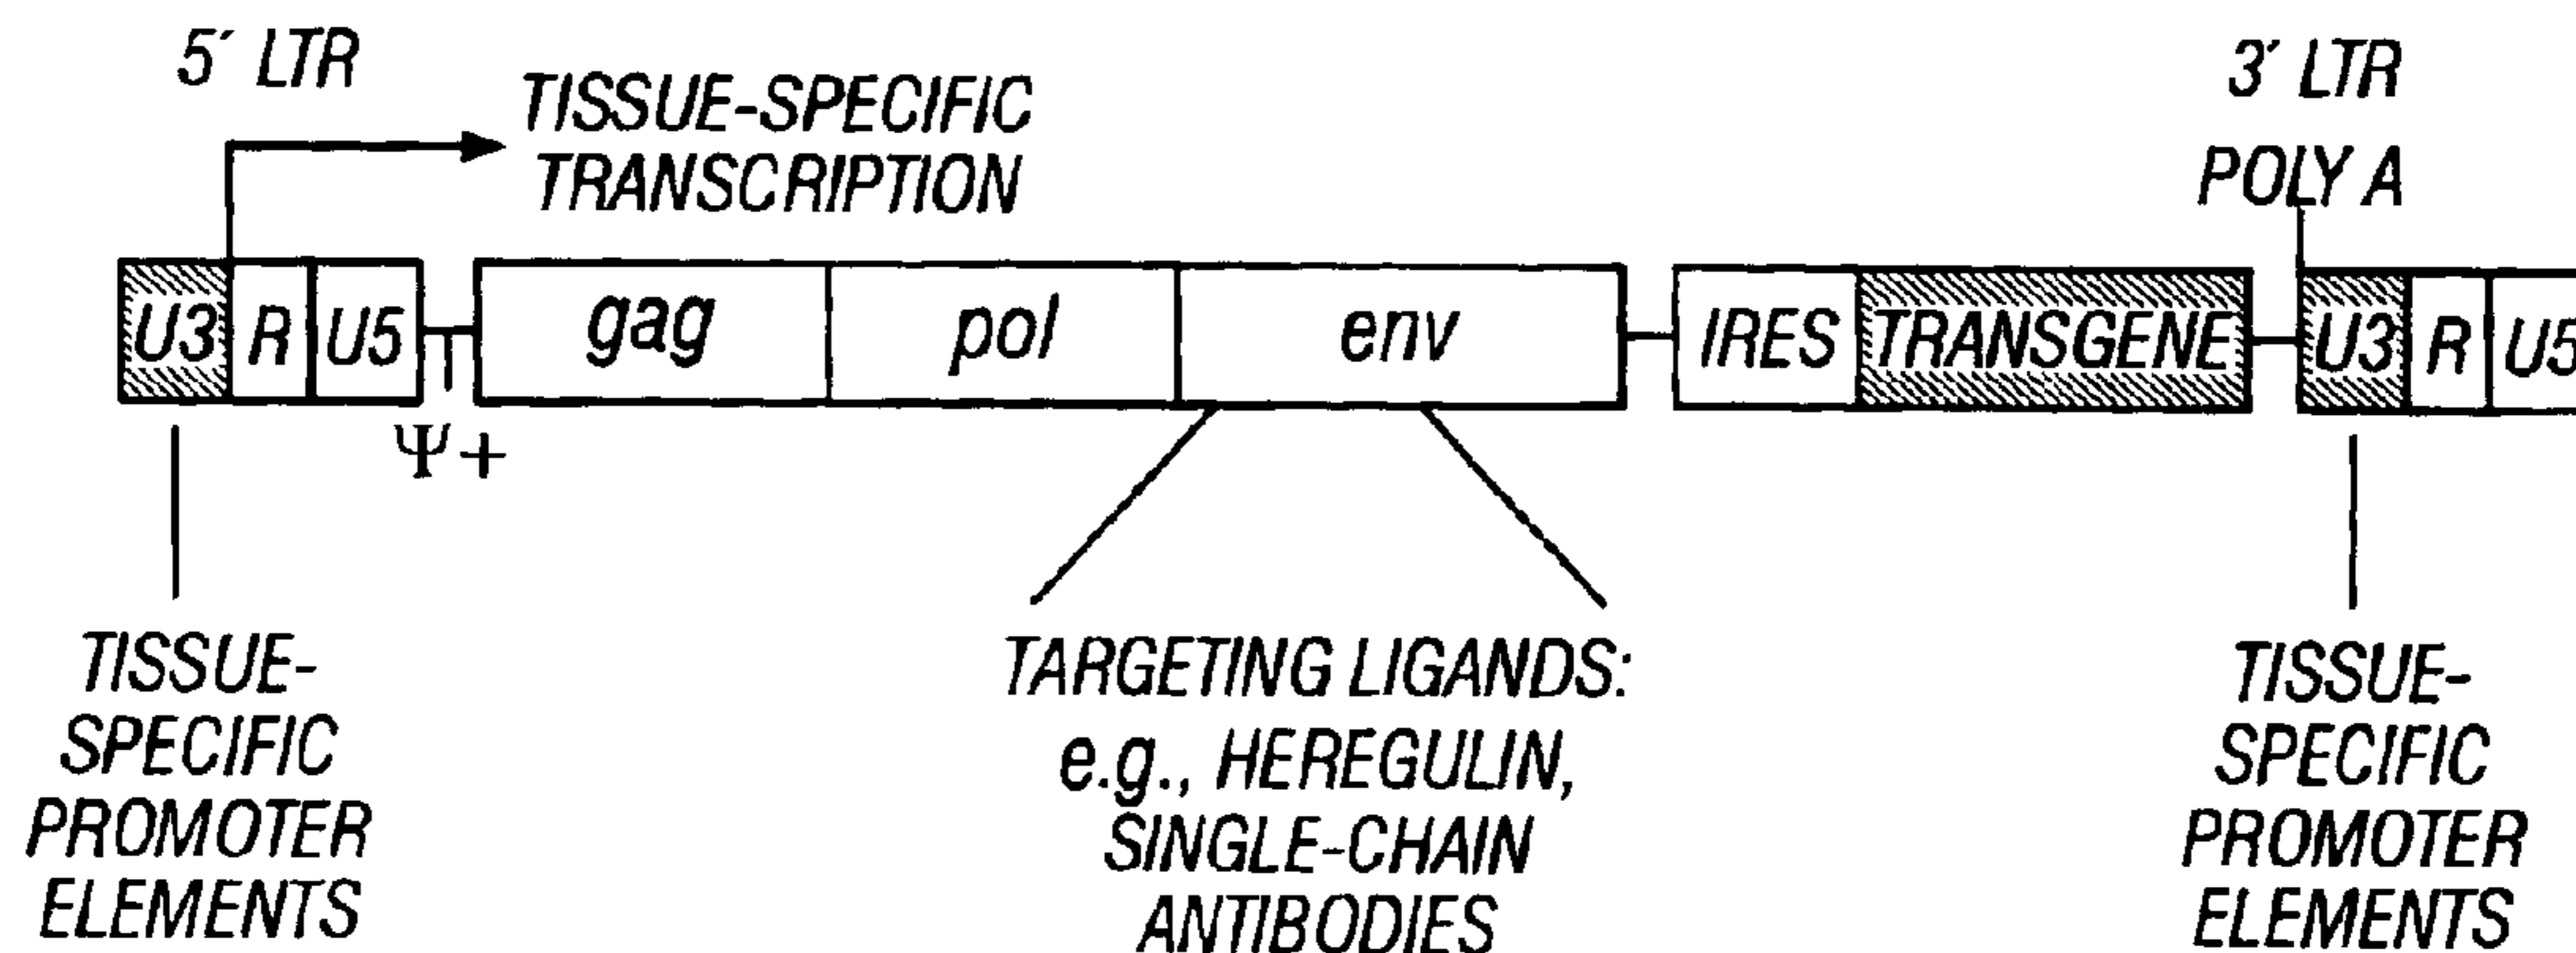 5´ LTR
TISSUE-SPECIFIC
TRANSCRIPTION
3´ LTR
POLY A
U3 R U5 gag pol env IRES TRANSGENE U3 R U5
Ψ+
TISSUE-
SPECIFIC
PROMOTER
ELEMENTS
TARGETING LIGANDS:
e.g., HEREGULIN,
SINGLE-CHAIN
ANTIBODIES
TISSUE-
SPECIFIC
PROMOTER
ELEMENTS